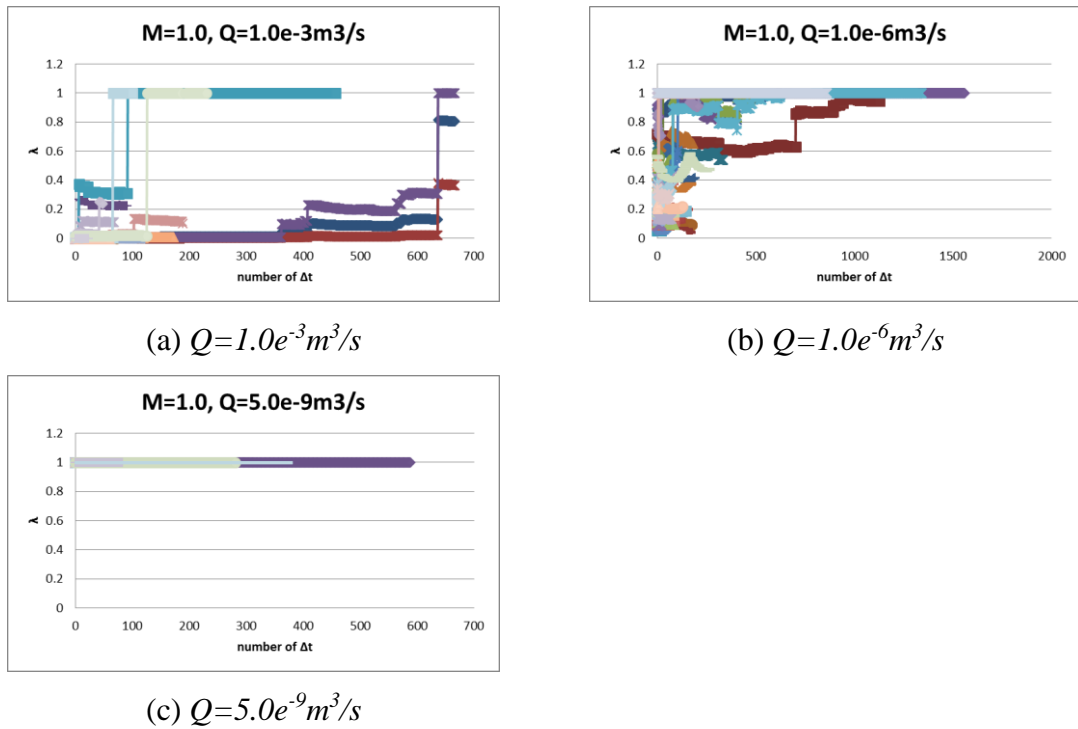 M=1.0, Q=1.0e-3m3/s
1.2
1
0.8
0.6
0.4
0.2
0
λ
0 100 200 300 400 500 600 700
number of Δt
(a) Q=1.0e⁻³m³/s
M=1.0, Q=1.0e-6m3/s
1.2
1
0.8
0.6
0.4
0.2
0
λ
0 500 1000 1500 2000
number of Δt
(b) Q=1.0e⁻⁶m³/s
M=1.0, Q=5.0e-9m3/s
1.2
1
0.8
0.6
0.4
0.2
0
λ
0 100 200 300 400 500 600 700
number of Δt
(c) Q=5.0e⁻⁹m³/s